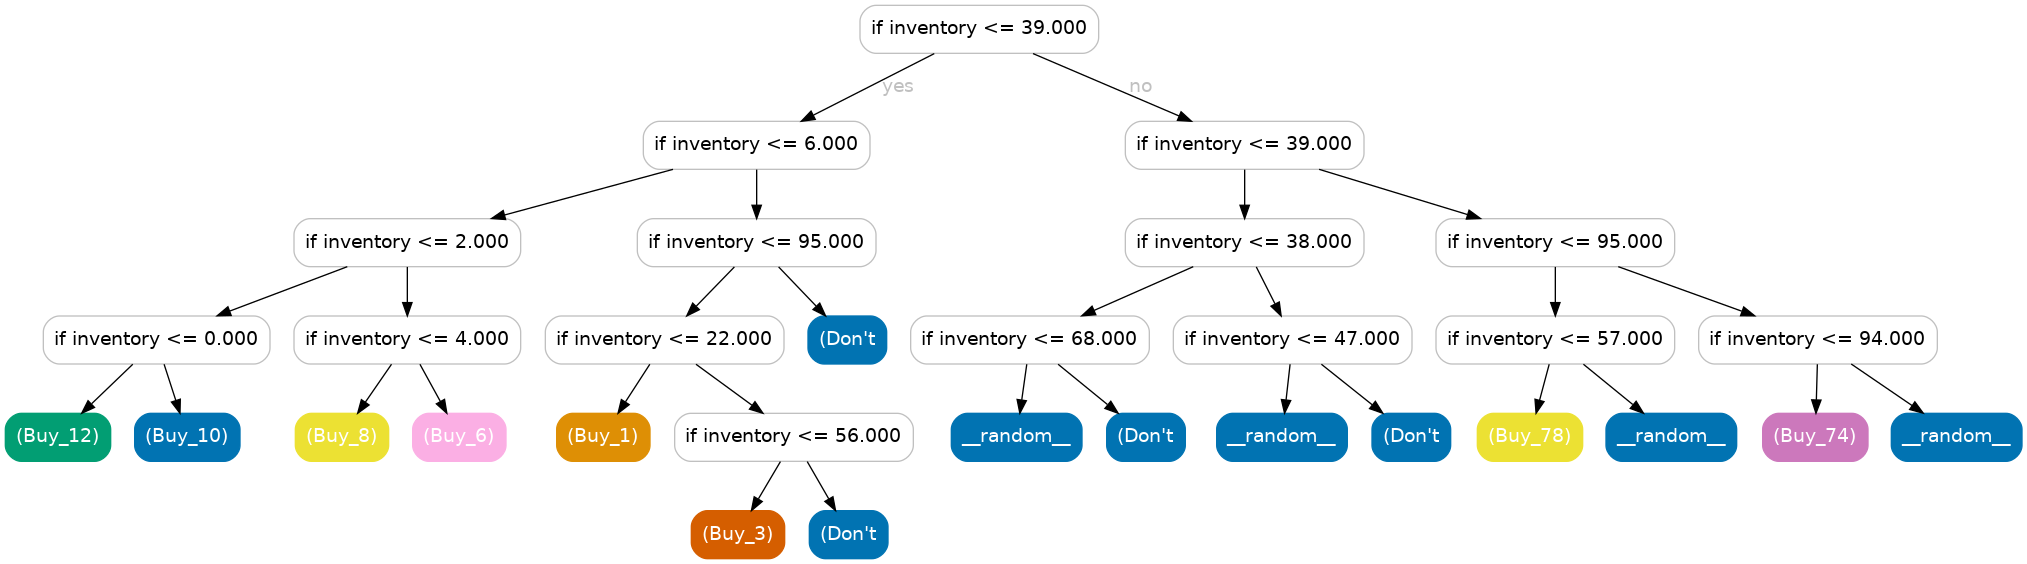 if inventory <= 39.000
yes
no
if inventory <= 6.000
if inventory <= 39.000
if inventory <= 2.000
if inventory <= 95.000
if inventory <= 38.000
if inventory <= 95.000
if inventory <= 0.000
if inventory <= 4.000
if inventory <= 22.000
(Don't
if inventory <= 68.000
if inventory <= 47.000
if inventory <= 57.000
if inventory <= 94.000
(Buy_12)
(Buy_10)
(Buy_8)
(Buy_6)
(Buy_1)
if inventory <= 56.000
__random__
(Don't
__random__
(Don't
(Buy_78)
__random__
(Buy_74)
__random__
(Buy_3)
(Don't